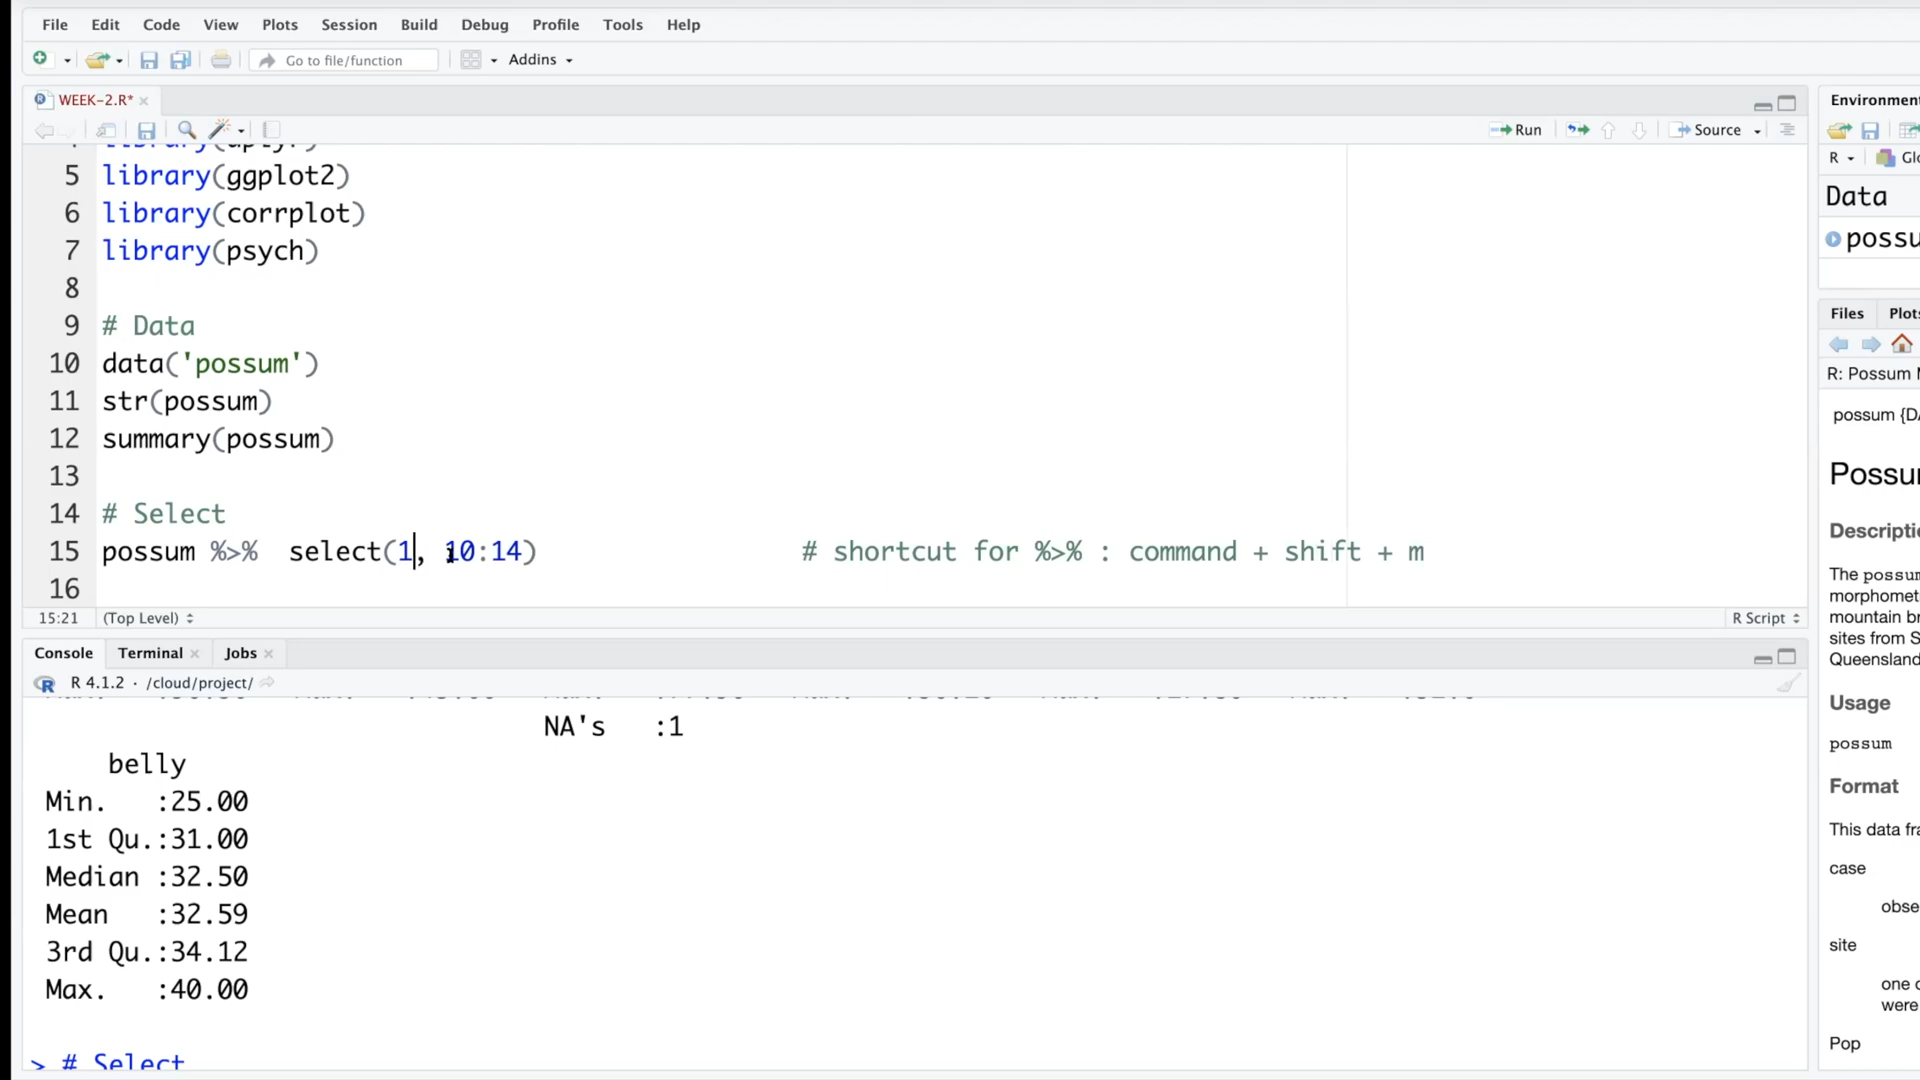 File Edit Code View Plots Session Build Debug Profile Tools Help
Go to file/function Addins
WEEK-2.R*
Run Source
5 library(ggplot2)
6 library(corrplot)
7 library(psych)
8
9 # Data
10 data('possum')
11 str(possum)
12 summary(possum)
13
14 # Select
15 possum %>%  select(1, 10:14) # shortcut for %>% : command + shift + m
16
15:21 (Top Level) R Script
Console Terminal Jobs
R 4.1.2 · /cloud/project/
NA's :1
belly
Min. :25.00
1st Qu.:31.00
Median :32.50
Mean :32.59
3rd Qu.:34.12
Max. :40.00
> # Select
Environmen
R Glo
Data
possu
Files Plots
R: Possum M
possum {DA
Possur
Descriptio
The possum
morphomet
mountain br
sites from S
Queensland
Usage
possum
Format
This data fra
case
obse
site
one o
were
Pop